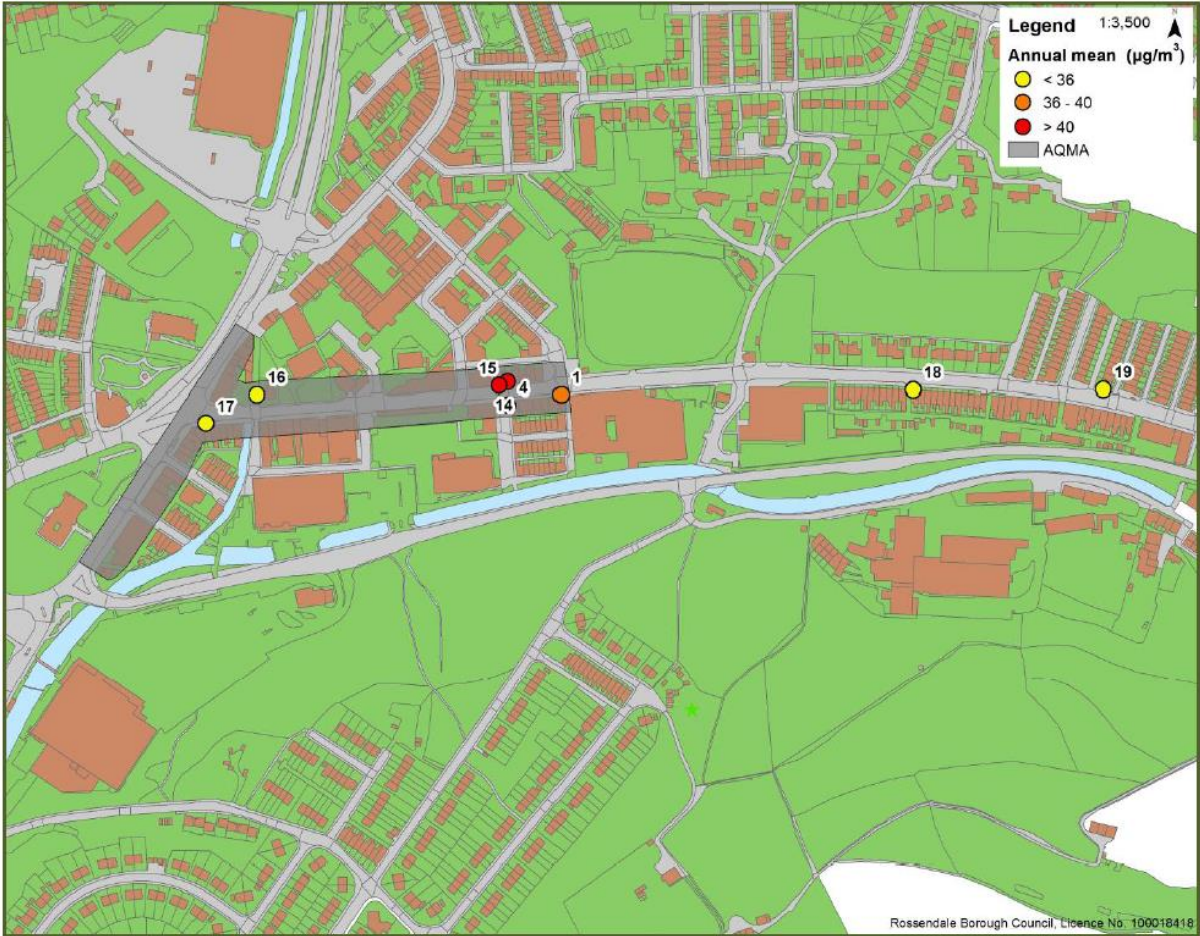 N
Legend 1:3,500
Annual mean (µg/m³)
< 36
36 - 40
> 40
AQMA
16
17
15
4
14
1
18
19
Rossendale Borough Council, Licence No. 100018418